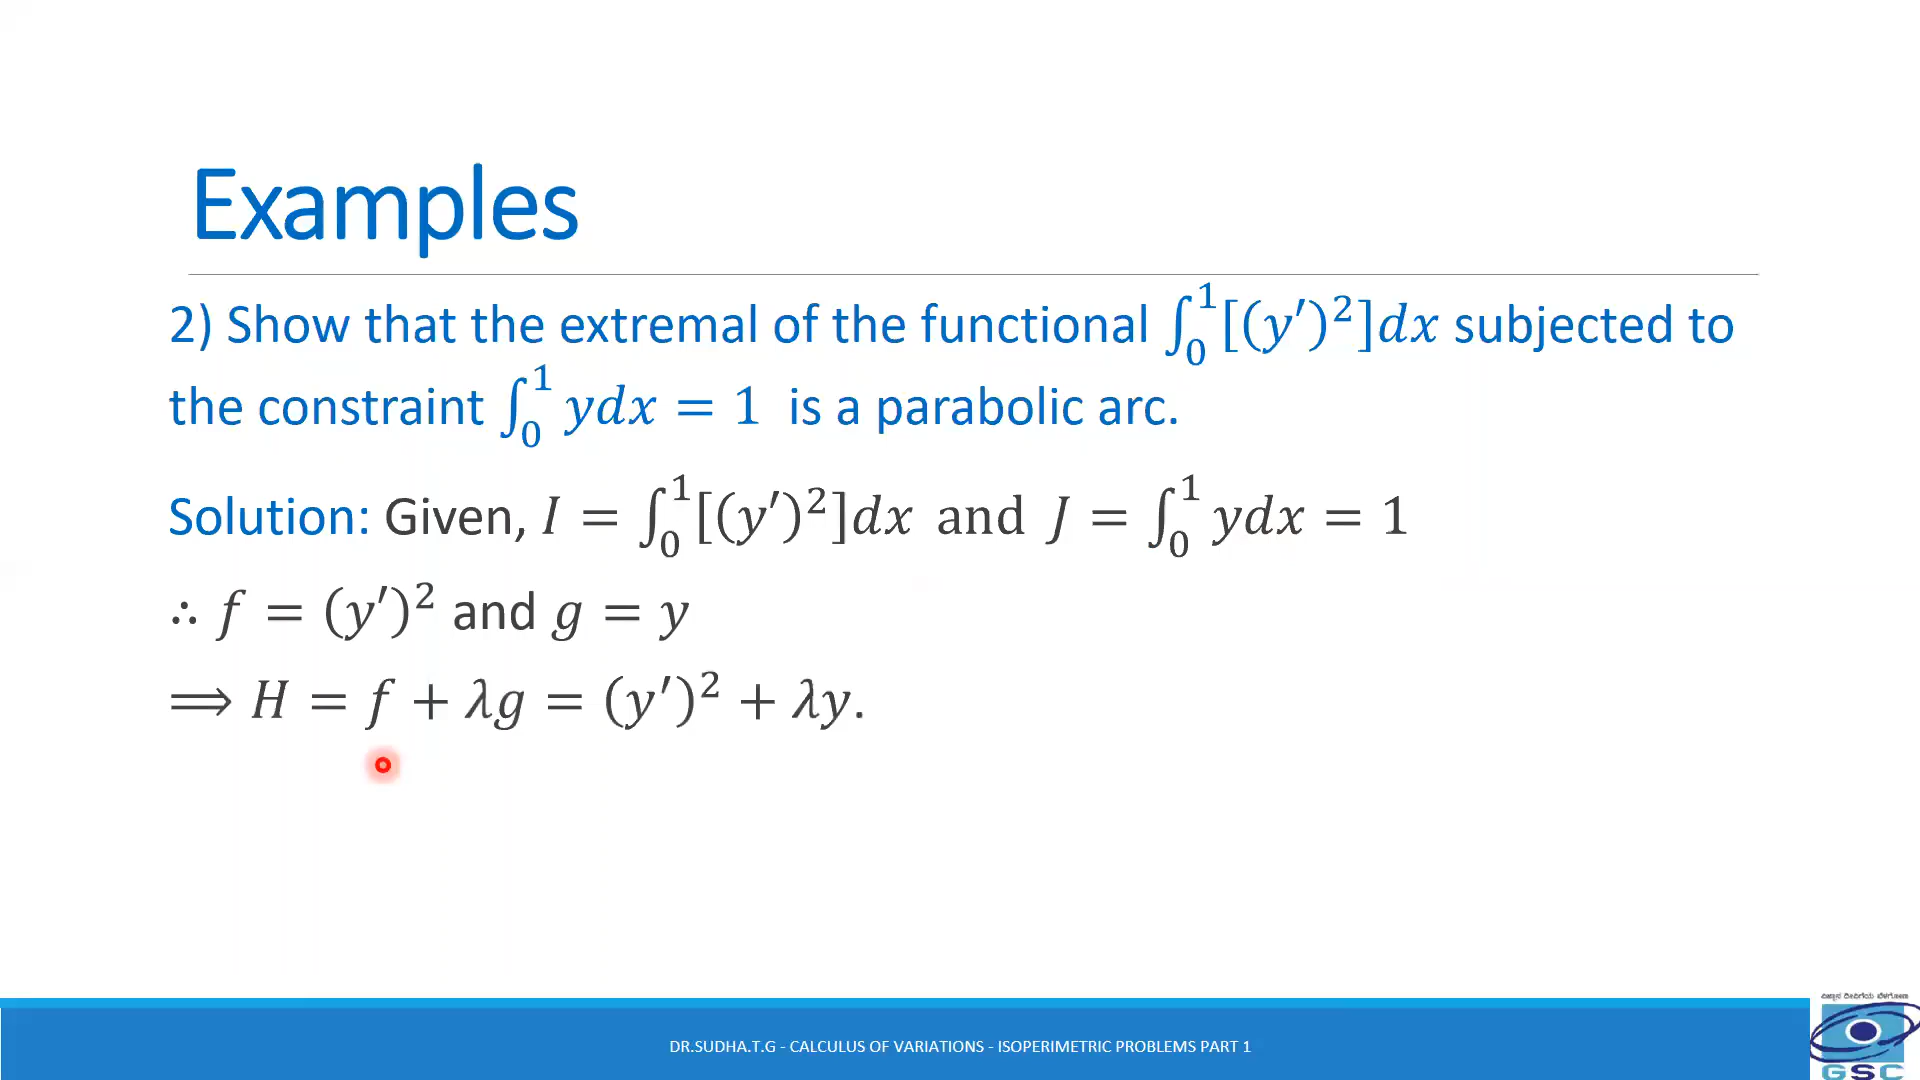 Examples
2) Show that the extremal of the functional ∫₀¹[(y′)²]dx subjected to
the constraint ∫₀¹ ydx = 1 is a parabolic arc.
Solution: Given, I = ∫₀¹[(y′)²]dx and J = ∫₀¹ ydx = 1
∴ f = (y′)² and g = y
⟹ H = f + λg = (y′)² + λy.
DR.SUDHA.T.G - CALCULUS OF VARIATIONS - ISOPERIMETRIC PROBLEMS PART 1
GSC